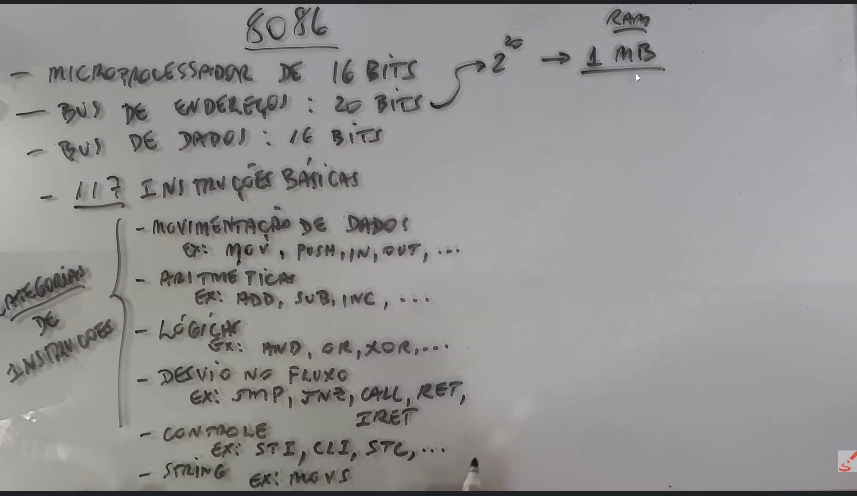 8086
RAM
- MICROPROCESSADOR DE 16 BITS
- BUS DE ENDEREÇOS : 20 BITS → 2^20 → 1 MB
- BUS DE DADOS : 16 BITS
- 117 INSTRUÇÕES BÁSICAS
CATEGORIAS
DE
INSTRUCOES
- MOVIMENTAÇÃO DE DADOS
EX: MOV, PUSH, IN, OUT, ...
- ARITMÉTICAS
EX: ADD, SUB, INC, ...
- LÓGICAS
EX: AND, OR, XOR, ...
- DESVIO NO FLUXO
EX: JMP, JNZ, CALL, RET,
IRET
- CONTROLE
EX: STI, CLI, STC, ...
- STRING EX: MOVS